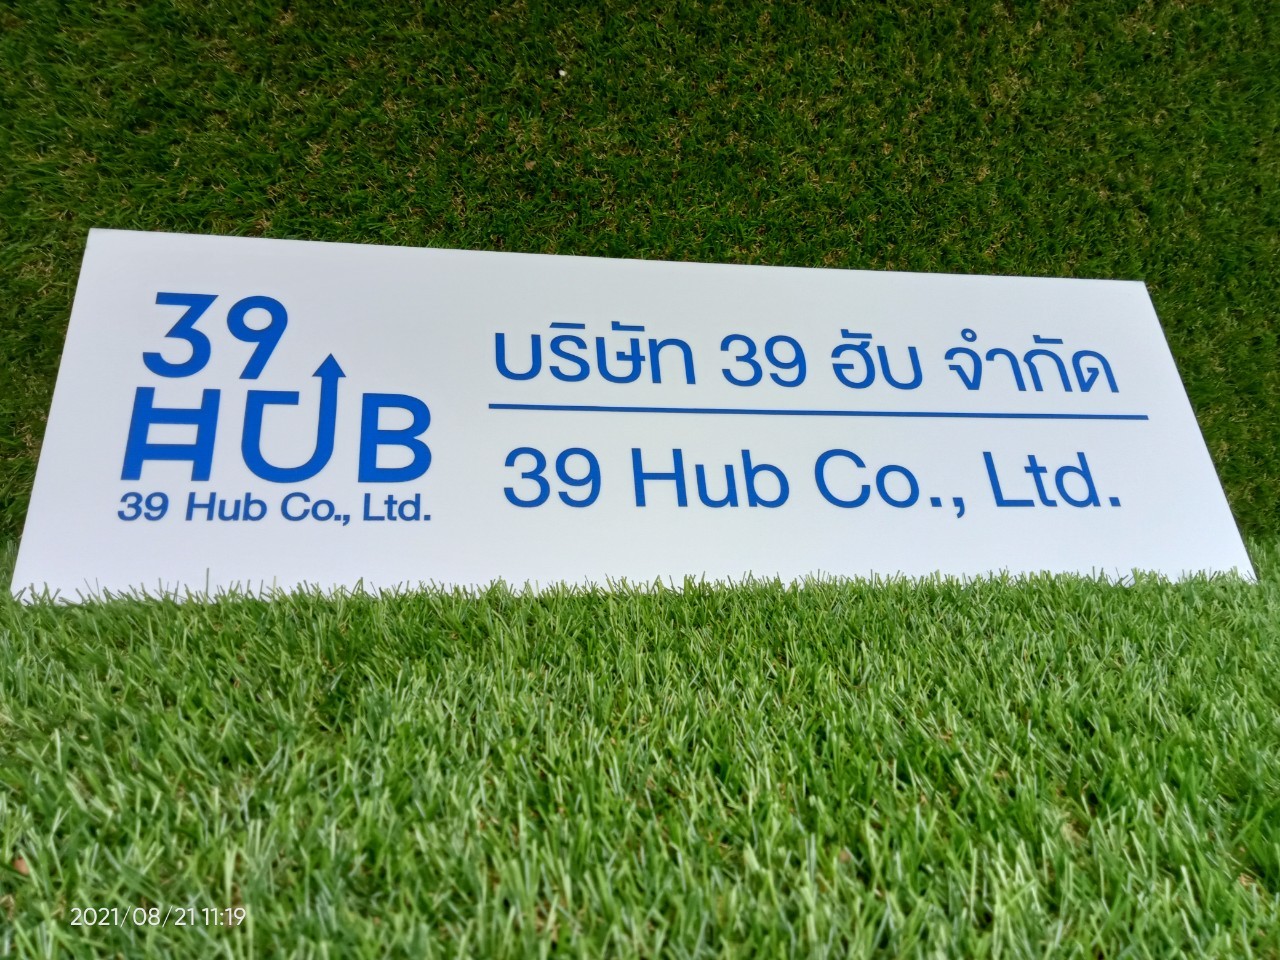 39
HUB
39 Hub Co., Ltd.
บริษัท 39 ฮับ จำกัด
39 Hub Co., Ltd.
2021/08/21 11:19